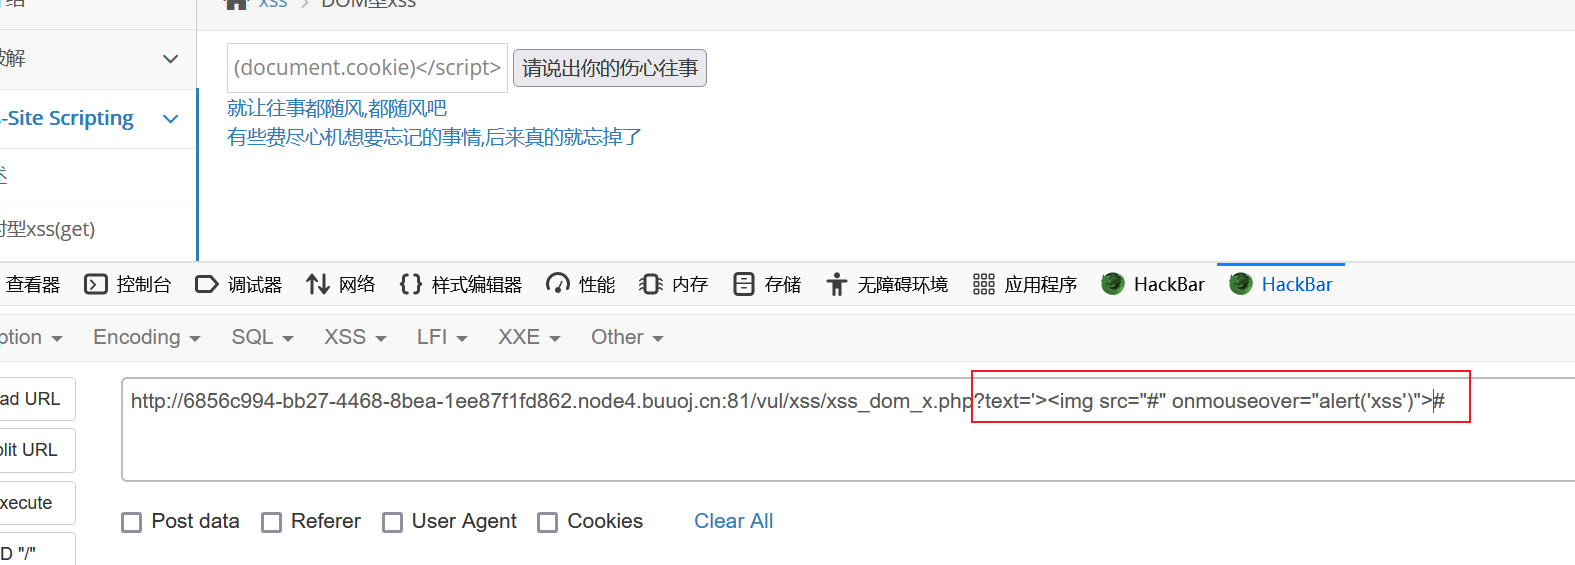 xss > DOM型xss
破解
(document.cookie)</script> 请说出你的伤心往事
就让往事都随风,都随风吧
-Site Scripting
有些费尽心机想要忘记的事情,后来真的就忘掉了
型xss(get)
查看器 控制台 调试器 网络 样式编辑器 性能 内存 存储 无障碍环境 应用程序 HackBar HackBar
ption Encoding SQL XSS LFI XXE Other
ad URL
http://6856c994-bb27-4468-8bea-1ee87f1fd862.node4.buuoj.cn:81/vul/xss/xss_dom_x.php?text='><img src="#" onmouseover="alert('xss')">#
lit URL
xecute
Post data Referer User Agent Cookies Clear All
D "/"